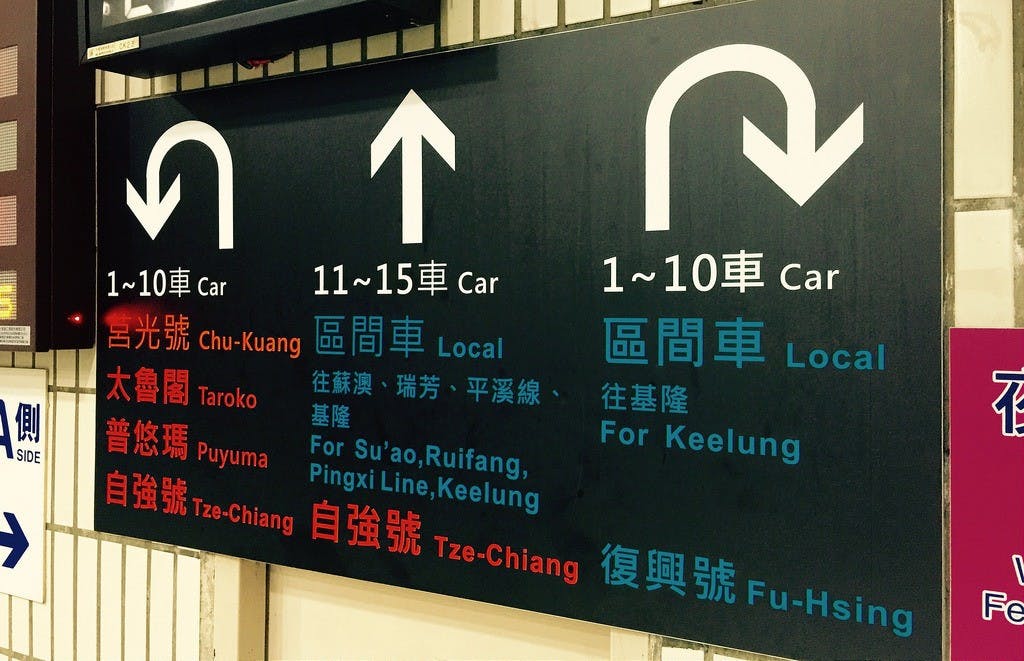 1~10車 Car
莒光號 Chu-Kuang
太魯閣 Taroko
普悠瑪 Puyuma
自強號 Tze-Chiang
11~15車 Car
區間車 Local
往蘇澳、瑞芳、平溪線、
基隆
For Su'ao,Ruifang,
Pingxi Line,Keelung
自強號 Tze-Chiang
1~10車 Car
區間車 Local
往基隆
For Keelung
復興號 Fu-Hsing
A側
SIDE
夜
Fe